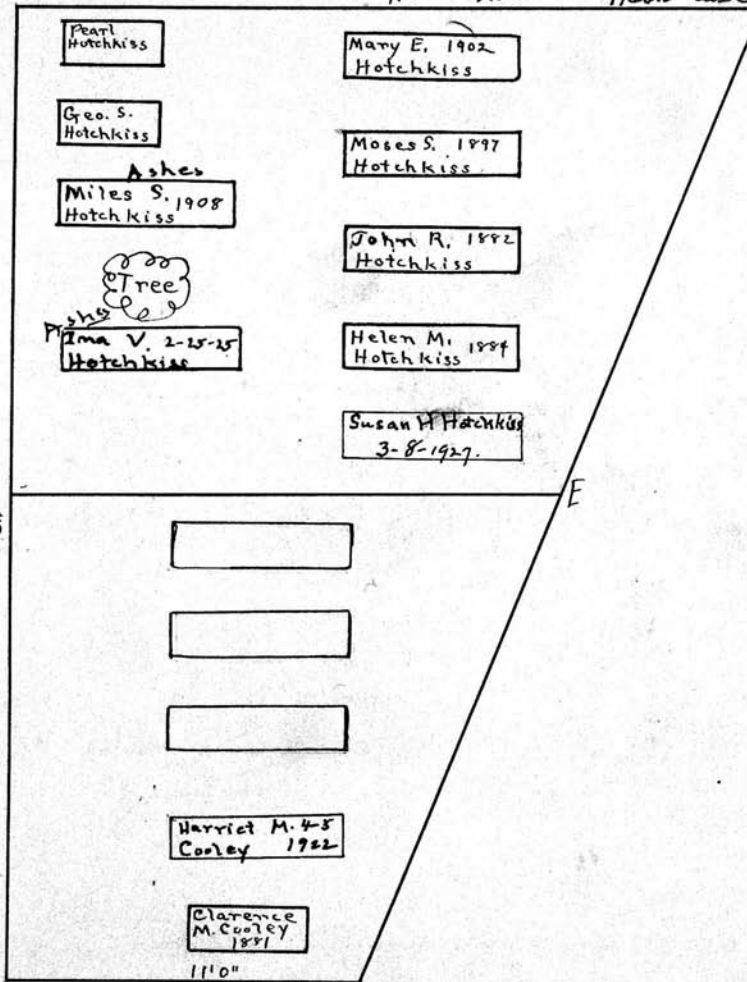 Pearl
Hotchkiss
Geo. S.
Hotchkiss
Ashes
Miles S. 1908
Hotchkiss
Tree
Ashes
Ima V. 2-25-25
Hotchkiss
Mary E. 1902
Hotchkiss
Moses S. 1897
Hotchkiss
John R. 1882
Hotchkiss
Helen M.
Hotchkiss 1884
Susan H Hotchkiss
3-8-1927.
E
Harriet M. 4-5
Cooley 1922
Clarence
M. Cooley
1881
11'0"